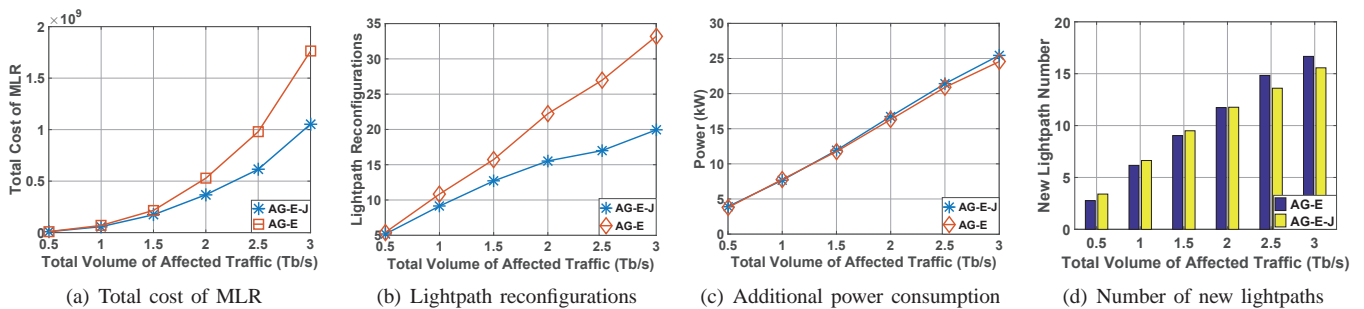 ×10^9
2
1.5
1
0.5
0
Total Cost of MLR
AG-E-J
AG-E
0.5 1 1.5 2 2.5 3
Total Volume of Affected Traffic (Tb/s)
(a) Total cost of MLR
35
30
25
20
15
10
5
Lightpath Reconfigurations
AG-E-J
AG-E
0.5 1 1.5 2 2.5 3
Total Volume of Affected Traffic (Tb/s)
(b) Lightpath reconfigurations
30
25
20
15
10
5
0
Power (kW)
AG-E-J
AG-E
0.5 1 1.5 2 2.5 3
Total Volume of Affected Traffic (Tb/s)
(c) Additional power consumption
20
15
10
5
0
New Lightpath Number
AG-E
AG-E-J
0.5 1 1.5 2 2.5 3
Total Volume of Affected Traffic (Tb/s)
(d) Number of new lightpaths